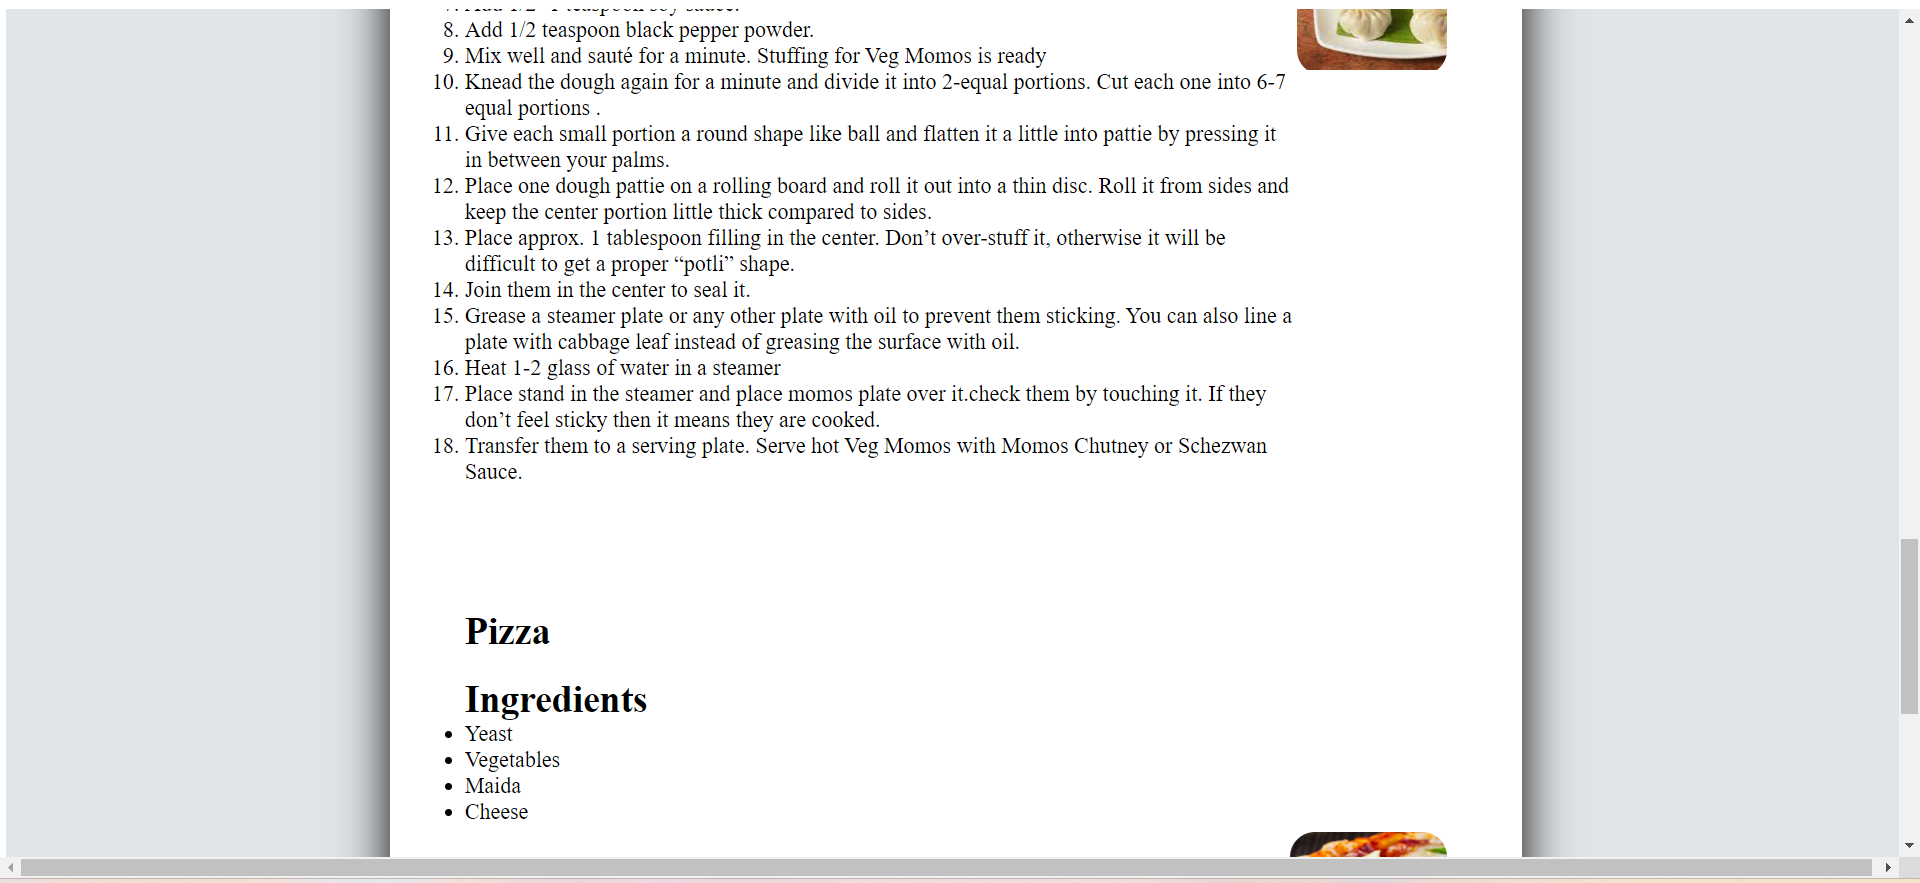 8. Add 1/2 teaspoon black pepper powder.
9. Mix well and sauté for a minute. Stuffing for Veg Momos is ready
10. Knead the dough again for a minute and divide it into 2-equal portions. Cut each one into 6-7
equal portions .
11. Give each small portion a round shape like ball and flatten it a little into pattie by pressing it
in between your palms.
12. Place one dough pattie on a rolling board and roll it out into a thin disc. Roll it from sides and
keep the center portion little thick compared to sides.
13. Place approx. 1 tablespoon filling in the center. Don’t over-stuff it, otherwise it will be
difficult to get a proper “potli” shape.
14. Join them in the center to seal it.
15. Grease a steamer plate or any other plate with oil to prevent them sticking. You can also line a
plate with cabbage leaf instead of greasing the surface with oil.
16. Heat 1-2 glass of water in a steamer
17. Place stand in the steamer and place momos plate over it.check them by touching it. If they
don’t feel sticky then it means they are cooked.
18. Transfer them to a serving plate. Serve hot Veg Momos with Momos Chutney or Schezwan
Sauce.
Pizza
Ingredients
• Yeast
• Vegetables
• Maida
• Cheese